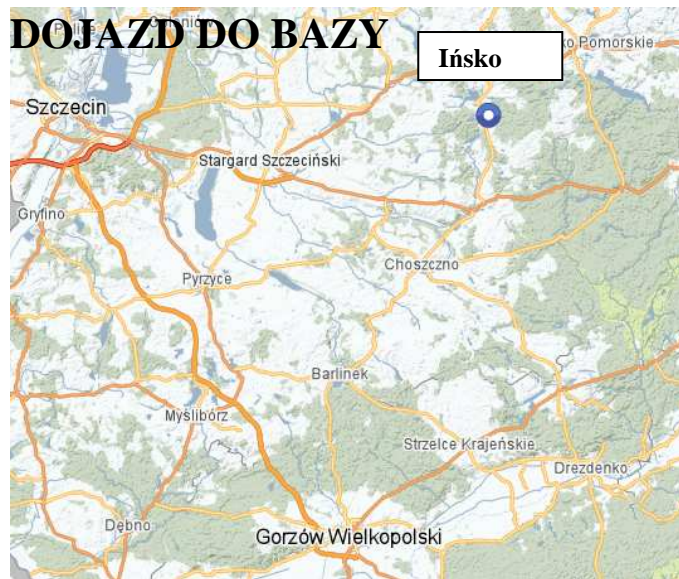 DOJAZD DO BAZY
Police
Ińsko
ko Pomorskie
Szczecin
Stargard Szczeciński
Gryfino
Choszczno
Pyrzyce
Barlinek
Myślibórz
Strzelce Krajeńskie
Drezdenko
Dębno
Gorzów Wielkopolski